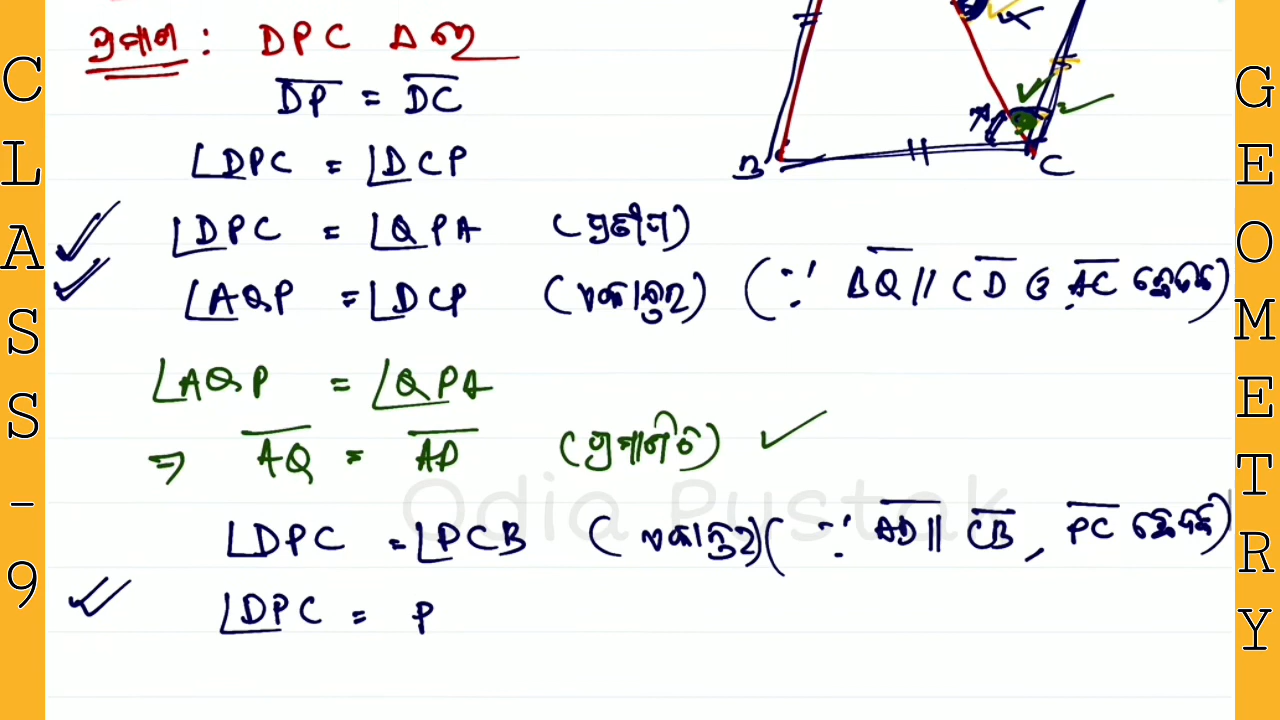 ପ୍ରମାଣ : DPC Δ ରେ
DP = DC
∠DPC = ∠DCP
∠DPC = ∠QPA (ପ୍ରତୀପ)
∠AQP = ∠DCP (ଏକାନ୍ତର) (∵ AQ // CD ଓ AC ଛେଦକ)
∠AQP = ∠QPA
⇒ AQ = AP (ପ୍ରମାଣିତ)
∠DPC = ∠PCB (ଏକାନ୍ତର) (∵ AD || CB, PC ଛେଦକ)
∠DPC = P
B C
Odia Pustak
CLASS-9
GEOMETRY